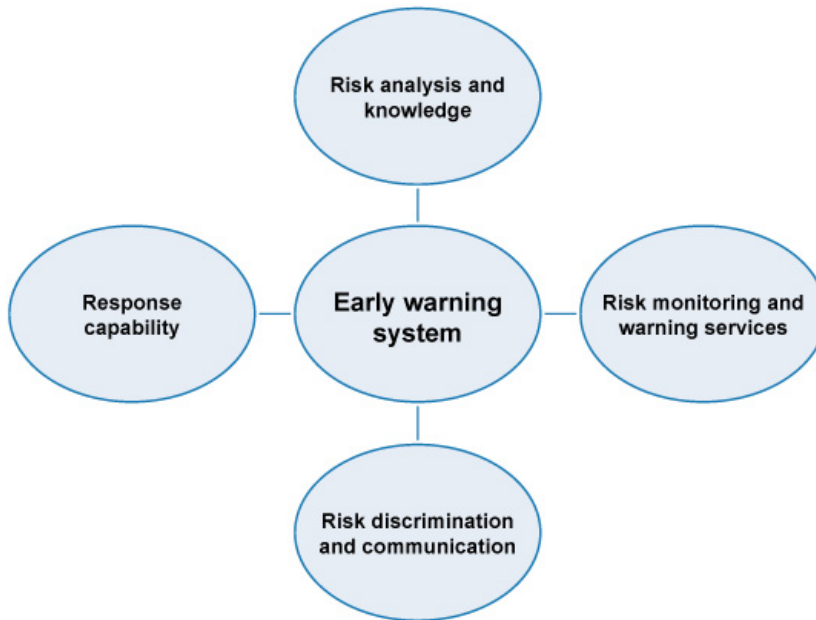 Risk analysis and
knowledge
Response
capability
Early warning
system
Risk monitoring and
warning services
Risk discrimination
and communication